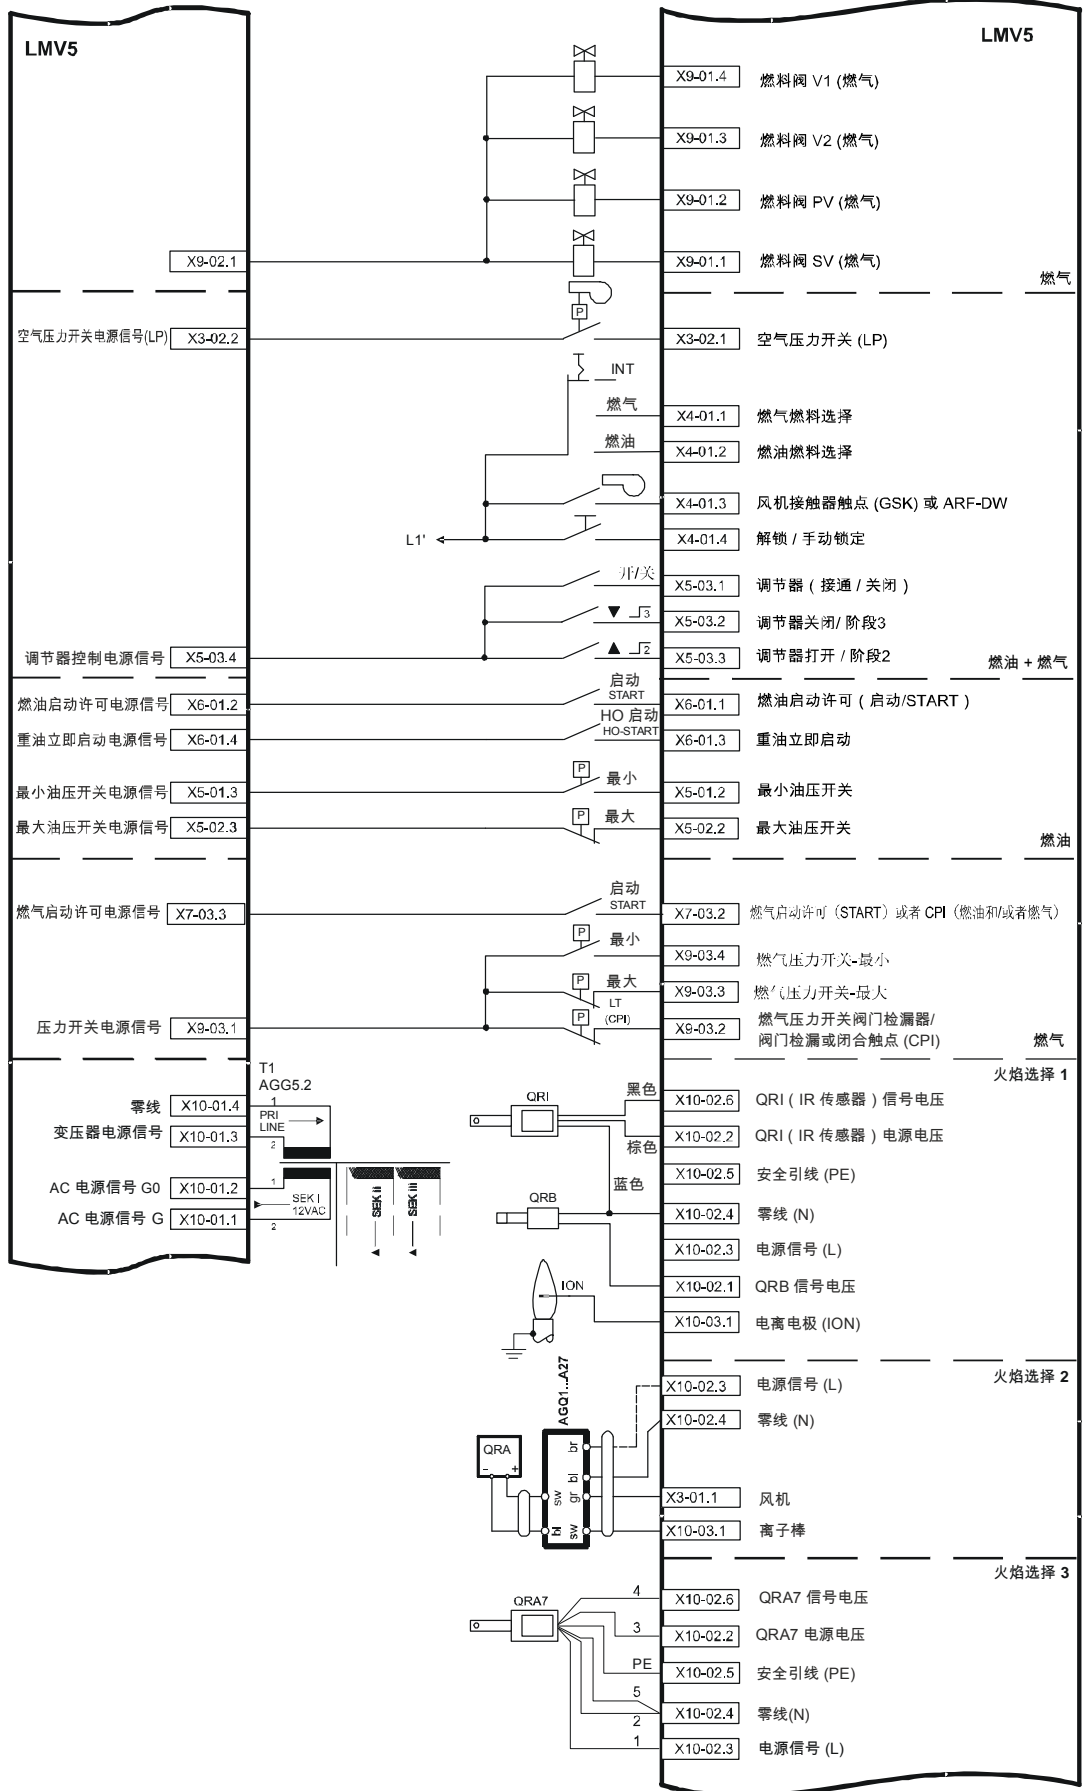 LMV5
LMV5
X9-01.4 燃料阀 V1 (燃气)
X9-01.3 燃料阀 V2 (燃气)
X9-01.2 燃料阀 PV (燃气)
X9-02.1
X9-01.1 燃料阀 SV (燃气)
燃气
P
空气压力开关电源信号(LP) X3-02.2
X3-02.1 空气压力开关 (LP)
INT
燃气
X4-01.1 燃气燃料选择
燃油
X4-01.2 燃油燃料选择
X4-01.3 风机接触器触点 (GSK) 或 ARF-DW
L1'
X4-01.4 解锁 / 手动锁定
开/关
X5-03.1 调节器 ( 接通 / 关闭 )
▼ 3
X5-03.2 调节器关闭/ 阶段3
调节器控制电源信号 X5-03.4
▲ 2
X5-03.3 调节器打开 / 阶段2
燃油 + 燃气
启动
START
燃油启动许可电源信号 X6-01.2
X6-01.1 燃油启动许可 ( 启动/START )
HO 启动
HO-START
重油立即启动电源信号 X6-01.4
X6-01.3 重油立即启动
P 最小
最小油压开关电源信号 X5-01.3
X5-01.2 最小油压开关
P 最大
最大油压开关电源信号 X5-02.3
X5-02.2 最大油压开关
燃油
启动
START
燃气启动许可电源信号 X7-03.3
X7-03.2 燃气启动许可（START）或者 CPI（燃油和/或者燃气）
P 最小
X9-03.4 燃气压力开关-最小
P 最大
X9-03.3 燃气压力开关-最大
LT
P (CPI)
压力开关电源信号 X9-03.1
X9-03.2 燃气压力开关阀门检漏器/
阀门检漏或闭合触点 (CPI)
燃气
T1
AGG5.2
火焰选择 1
零线 X10-01.4
1
PRI
LINE
变压器电源信号 X10-01.3
2
AC 电源信号 G0 X10-01.2
1
SEK I
12VAC
AC 电源信号 G X10-01.1
2
SEK ii
SEK iii
QRI
黑色
X10-02.6 QRI ( IR 传感器 ) 信号电压
棕色
X10-02.2 QRI ( IR 传感器 ) 电源电压
X10-02.5 安全引线 (PE)
蓝色
QRB
X10-02.4 零线 (N)
X10-02.3 电源信号 (L)
X10-02.1 QRB 信号电压
ION
X10-03.1 电离电极 (ION)
火焰选择 2
AGQ1...A27
X10-02.3 电源信号 (L)
X10-02.4 零线 (N)
QRA
- +
br
bl
sw gr
bl sw
X3-01.1 风机
X10-03.1 离子棒
火焰选择 3
QRA7
4
X10-02.6 QRA7 信号电压
3
X10-02.2 QRA7 电源电压
PE
X10-02.5 安全引线 (PE)
5
2
X10-02.4 零线(N)
1
X10-02.3 电源信号 (L)